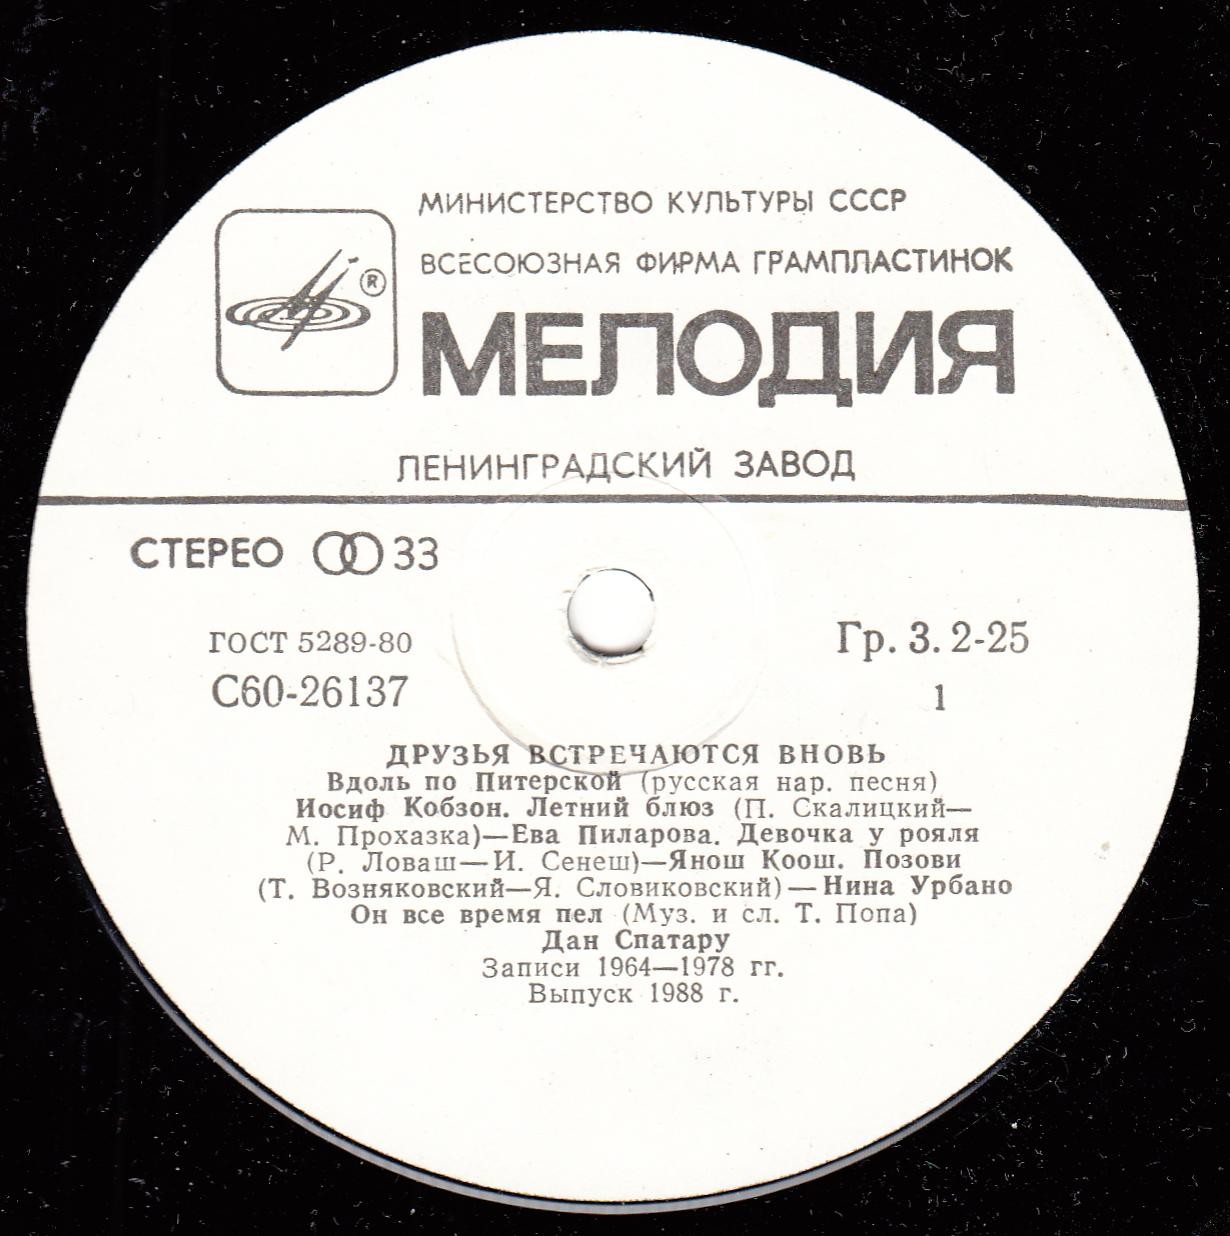 МИНИСТЕРСТВО КУЛЬТУРЫ СССР
ВСЕСОЮЗНАЯ ФИРМА ГРАМПЛАСТИНОК
®
МЕЛОДИЯ
ЛЕНИНГРАДСКИЙ ЗАВОД
СТЕРЕО 33
ГОСТ 5289-80
Гр. 3. 2-25
С60-26137
1
ДРУЗЬЯ ВСТРЕЧАЮТСЯ ВНОВЬ
Вдоль по Питерской (русская нар. песня)
Иосиф Кобзон. Летний блюз (П. Скалицкий—
М. Прохазка)—Ева Пиларова. Девочка у рояля
(Р. Ловаш—И. Сенеш)—Янош Коош. Позови
(Т. Возняковский—Я. Словиковский)—Нина Урбано
Он все время пел (Муз. и сл. Т. Попа)
Дан Спатару
Записи 1964—1978 гг.
Выпуск 1988 г.